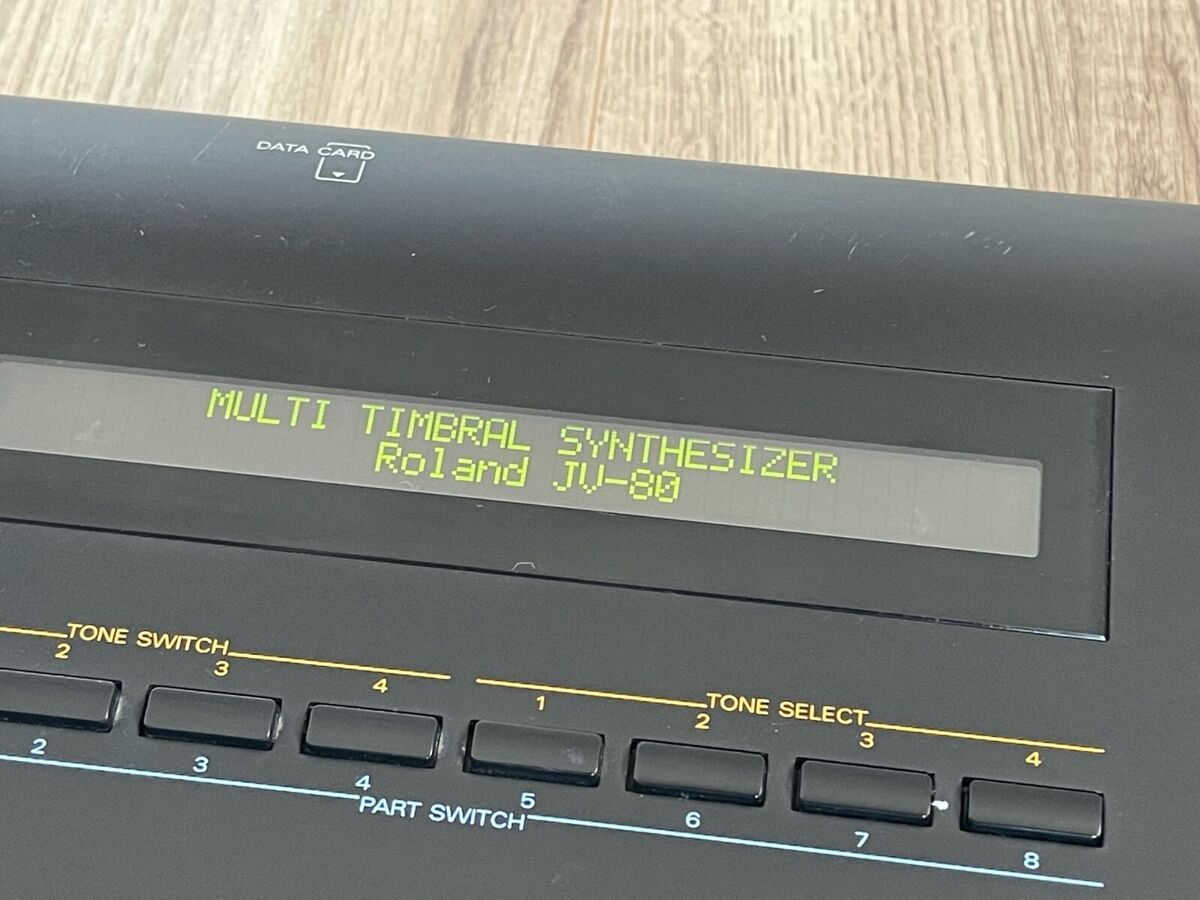 DATA CARD
MULTI TIMBRAL SYNTHESIZER
Roland JV-80
TONE SWITCH
2 3 4
TONE SELECT
1 2 3 4
2 3 4 5 6 7 8
PART SWITCH